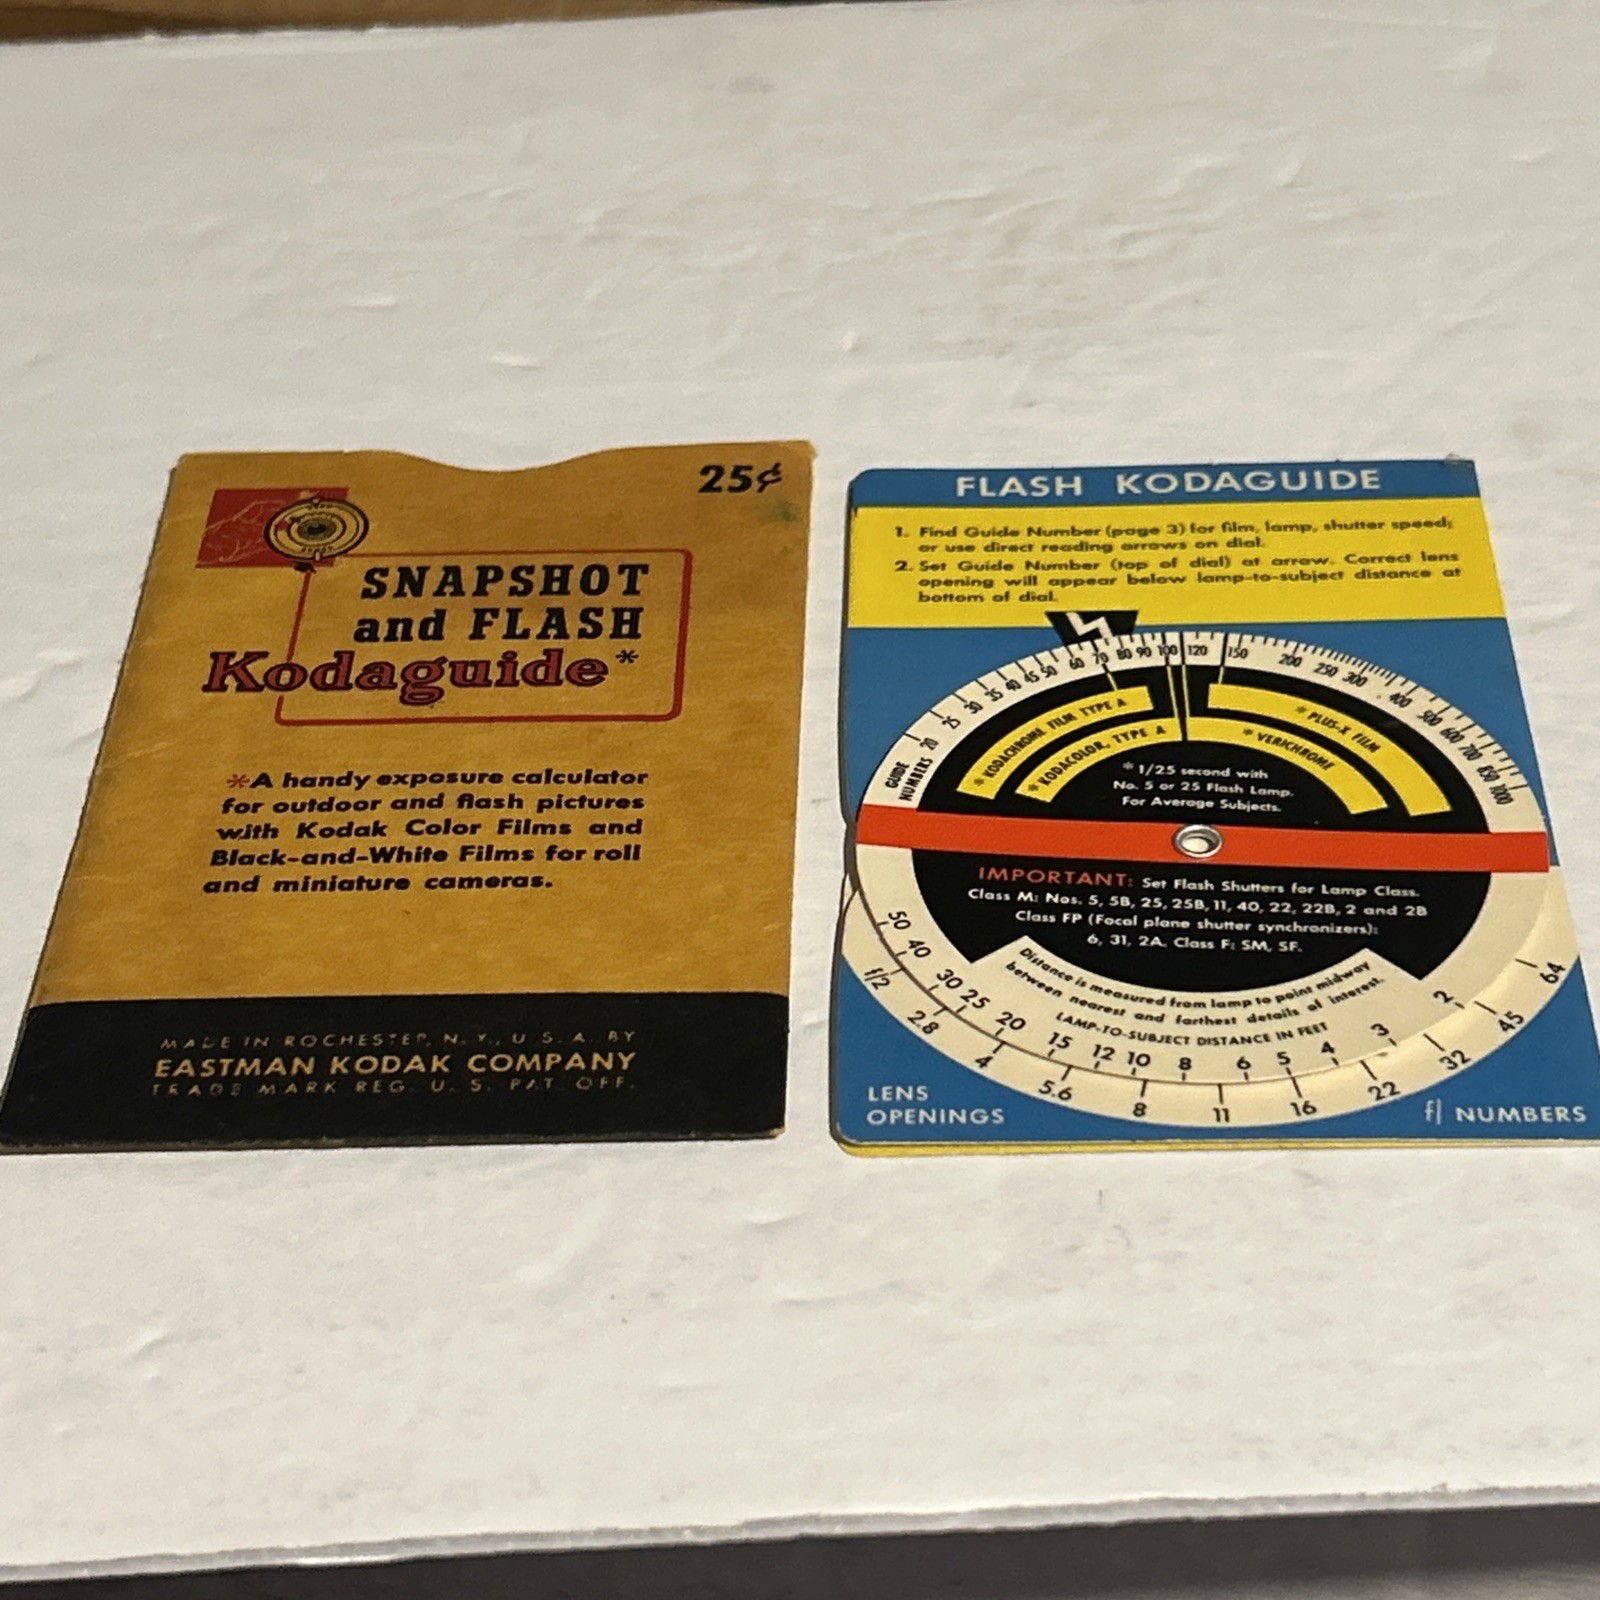 25¢
SNAPSHOT
and FLASH
Kodaguide*
*A handy exposure calculator
for outdoor and flash pictures
with Kodak Color Films and
Black-and-White Films for roll
and miniature cameras.
MADE IN ROCHESTER, N. Y., U. S. A. BY
EASTMAN KODAK COMPANY
TRADE MARK REG. U. S. PAT. OFF.
FLASH KODAGUIDE
1. Find Guide Number (page 3) for film, lamp, shutter speed;
or use direct reading arrows on dial.
2. Set Guide Number (top of dial) at arrow. Correct lens
opening will appear below lamp-to-subject distance at
bottom of dial.
GUIDE
NUMBERS 20 25 30 35 40 45 50 60 70 80 90 100 120 150 200 250 300 400 500 600 700 850 1000
* KODACHROME FILM TYPE A
* PLUS-X FILM
* KODACOLOR, TYPE A
* VERICHROME
* 1/25 second with
No. 5 or 25 Flash Lamp.
For Average Subjects.
IMPORTANT: Set Flash Shutters for Lamp Class.
Class M: Nos. 5, 5B, 25, 25B, 11, 40, 22, 22B, 2 and 2B
Class FP (Focal plane shutter synchronizers):
6, 31, 2A. Class F: SM, SF.
Distance is measured from lamp to point midway
between nearest and farthest details of interest.
LAMP-TO-SUBJECT DISTANCE IN FEET
50 40 30 25 20 15 12 10 8 6 5 4 3 2
f/2 2.8 4 5.6 8 11 16 22 32 45 64
LENS
OPENINGS
f/ NUMBERS